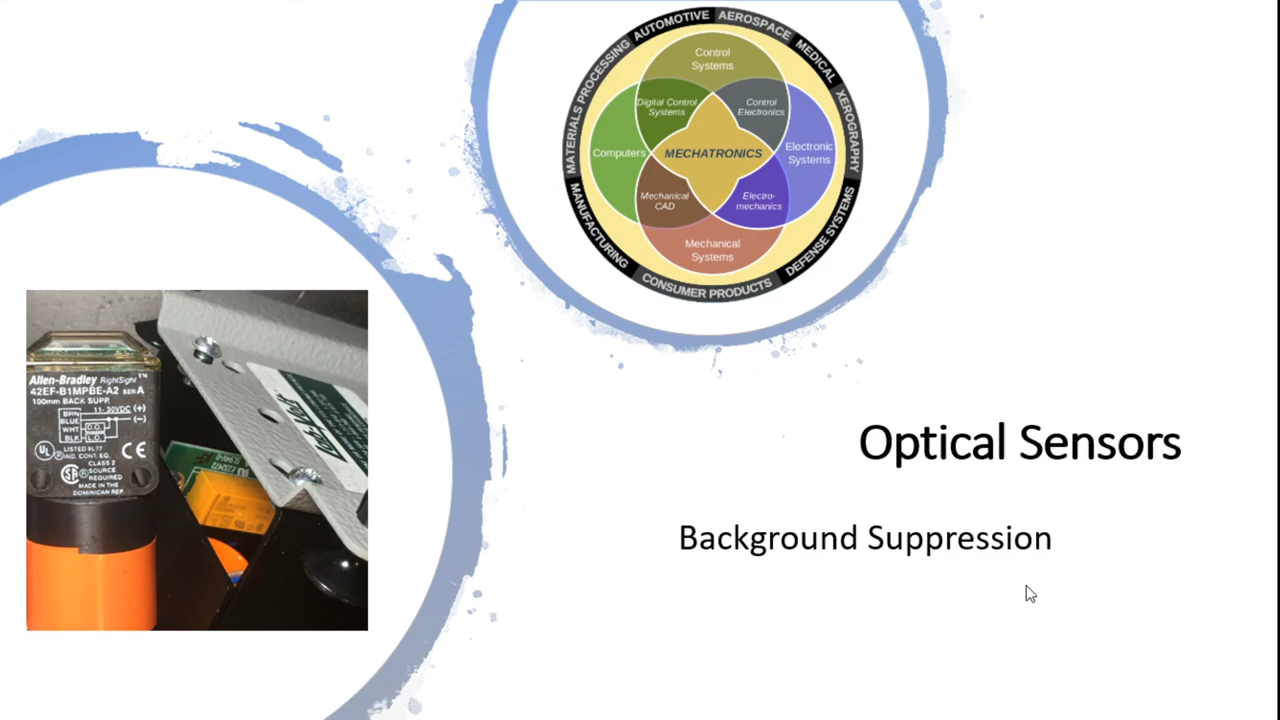 AUTOMOTIVE
AEROSPACE
MEDICAL
XEROGRAPHY
DEFENSE SYSTEMS
CONSUMER PRODUCTS
MANUFACTURING
MATERIALS PROCESSING
Control
Systems
Digital Control
Systems
Control
Electronics
Computers
MECHATRONICS
Electronic
Systems
Mechanical
CAD
Electro-
mechanics
Mechanical
Systems
Allen-Bradley RightSight™
42EF-B1MPBE-A2 SER A
100mm BACK SUPP.
11-30VDC (+)
BRN
BLUE (-)
WHT D.O.
BLK L.O.
UL LISTED 9L77
IND. CONT. EQ. CE
CLASS 2
SOURCE
REQUIRED
MADE IN THE
DOMINICAN REP
Optical Sensors
Background Suppression